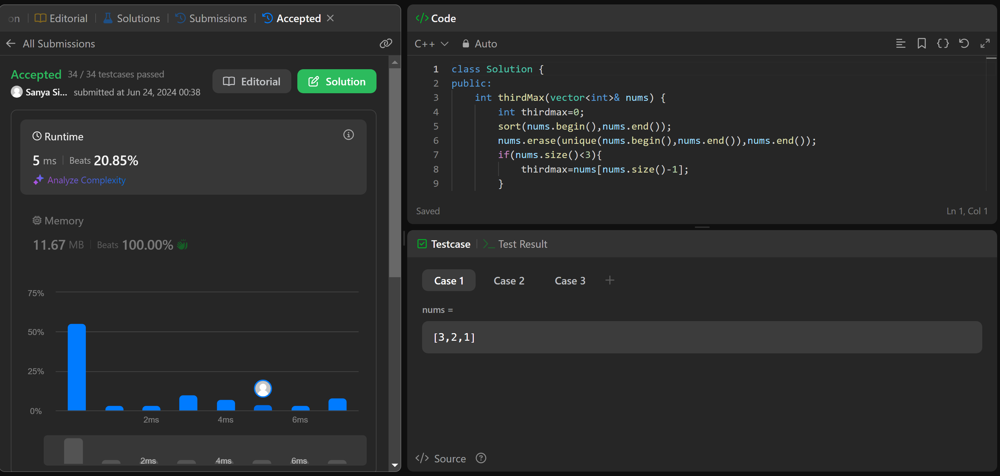 on Editorial Solutions Submissions Accepted
All Submissions
Accepted 34 / 34 testcases passed
Sanya Si... submitted at Jun 24, 2024 00:38
Editorial
Solution
Runtime
5 ms Beats 20.85%
Analyze Complexity
Memory
11.67 MB Beats 100.00%
75%
50%
25%
0%
2ms 4ms 6ms
2ms 4ms 6ms
</> Code
C++ Auto
1 class Solution {
2 public:
3 int thirdMax(vector<int>& nums) {
4 int thirdmax=0;
5 sort(nums.begin(),nums.end());
6 nums.erase(unique(nums.begin(),nums.end()),nums.end());
7 if(nums.size()<3){
8 thirdmax=nums[nums.size()-1];
9 }
Saved Ln 1, Col 1
Testcase Test Result
Case 1 Case 2 Case 3 +
nums =
[3,2,1]
</> Source